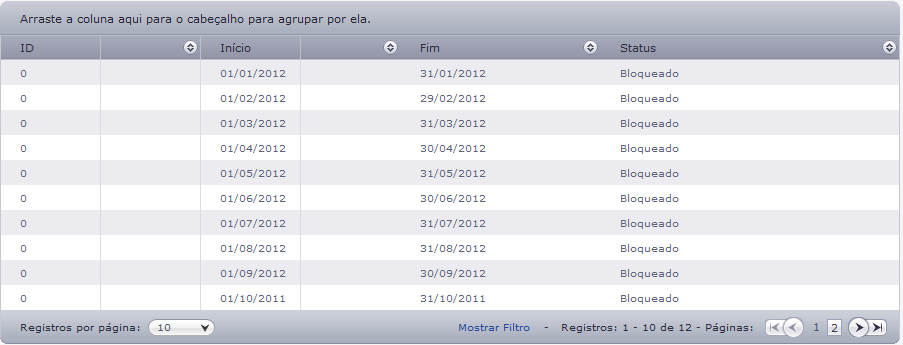 Arraste a coluna aqui para o cabeçalho para agrupar por ela.
ID Início Fim Status
0 01/01/2012 31/01/2012 Bloqueado
0 01/02/2012 29/02/2012 Bloqueado
0 01/03/2012 31/03/2012 Bloqueado
0 01/04/2012 30/04/2012 Bloqueado
0 01/05/2012 31/05/2012 Bloqueado
0 01/06/2012 30/06/2012 Bloqueado
0 01/07/2012 31/07/2012 Bloqueado
0 01/08/2012 31/08/2012 Bloqueado
0 01/09/2012 30/09/2012 Bloqueado
0 01/10/2011 31/10/2011 Bloqueado
Registros por página: 10 Mostrar Filtro - Registros: 1 - 10 de 12 - Páginas: 1 2